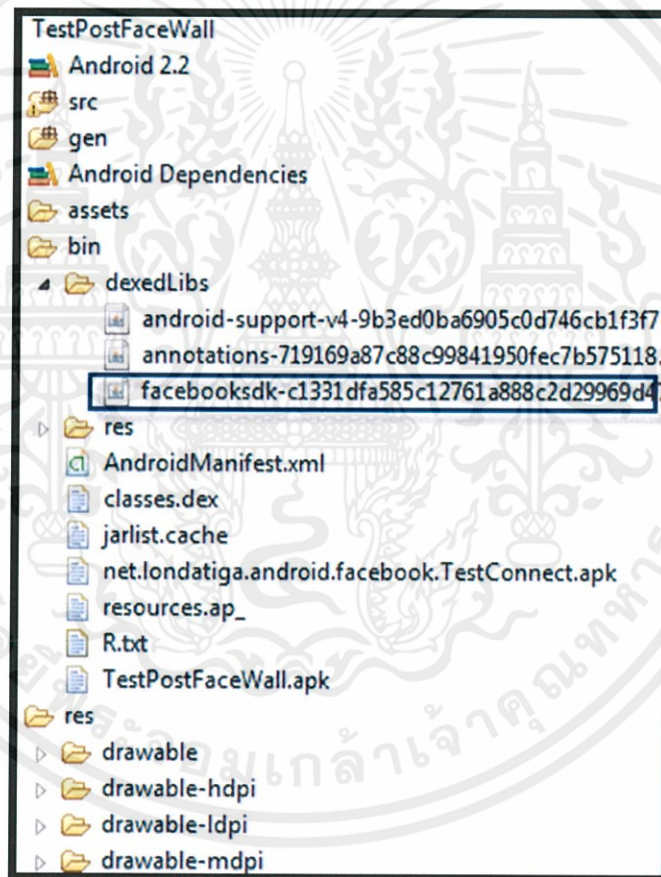 TestPostFaceWall
Android 2.2
src
gen
Android Dependencies
assets
bin
dexedLibs
android-support-v4-9b3ed0ba6905c0d746cb1f3f7
annotations-719169a87c88c99841950fec7b575118.
facebooksdk-c1331dfa585c12761a888c2d29969d4
res
AndroidManifest.xml
classes.dex
jarlist.cache
net.londatiga.android.facebook.TestConnect.apk
resources.ap_
R.txt
TestPostFaceWall.apk
res
drawable
drawable-hdpi
drawable-ldpi
drawable-mdpi